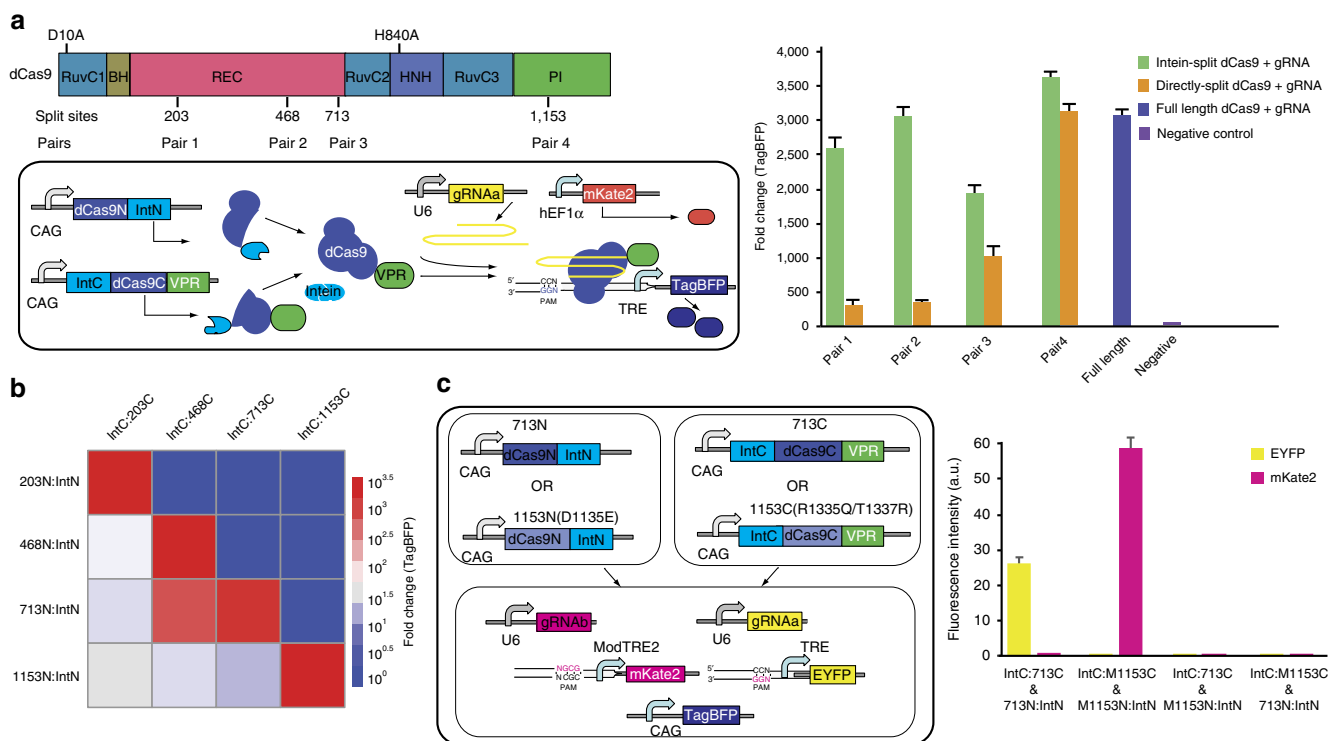 a
D10A H840A
dCas9 RuvC1 BH REC RuvC2 HNH RuvC3 PI
Split sites 203 468 713 1,153
Pairs Pair 1 Pair 2 Pair 3 Pair 4
dCas9N IntN
CAG
IntC dCas9C VPR
CAG
dCas9
VPR
Intein
U6
gRNAa
hEF1α
mKate2
5′ CCN
3′ GGN
PAM
TRE
TagBFP
Fold change (TagBFP)
4,000
3,500
3,000
2,500
2,000
1,500
1,000
500
0
Intein-split dCas9 + gRNA
Directly-split dCas9 + gRNA
Full length dCas9 + gRNA
Negative control
Pair 1 Pair 2 Pair 3 Pair4 Full length Negative
b
IntC:203C IntC:468C IntC:713C IntC:1153C
203N:IntN
468N:IntN
713N:IntN
1153N:IntN
10^3.5
10^3
10^2.5
10^2
10^1.5
10^1
10^0.5
10^0
Fold change (TagBFP)
c
713N
dCas9N IntN
CAG
OR
1153N(D1135E)
dCas9N IntN
CAG
713C
IntC dCas9C VPR
CAG
OR
1153C(R1335Q/T1337R)
IntC dCas9C VPR
CAG
gRNAb
U6
gRNAa
U6
ModTRE2
NGCG
NCGC
PAM
mKate2
TRE
5′ CCN
3′ GGN
PAM
EYFP
TagBFP
CAG
Fluorescence intensity (a.u.)
60
50
40
30
20
10
0
EYFP
mKate2
IntC:713C IntC:M1153C IntC:713C IntC:M1153C
& & & &
713N:IntN M1153N:IntN M1153N:IntN 713N:IntN